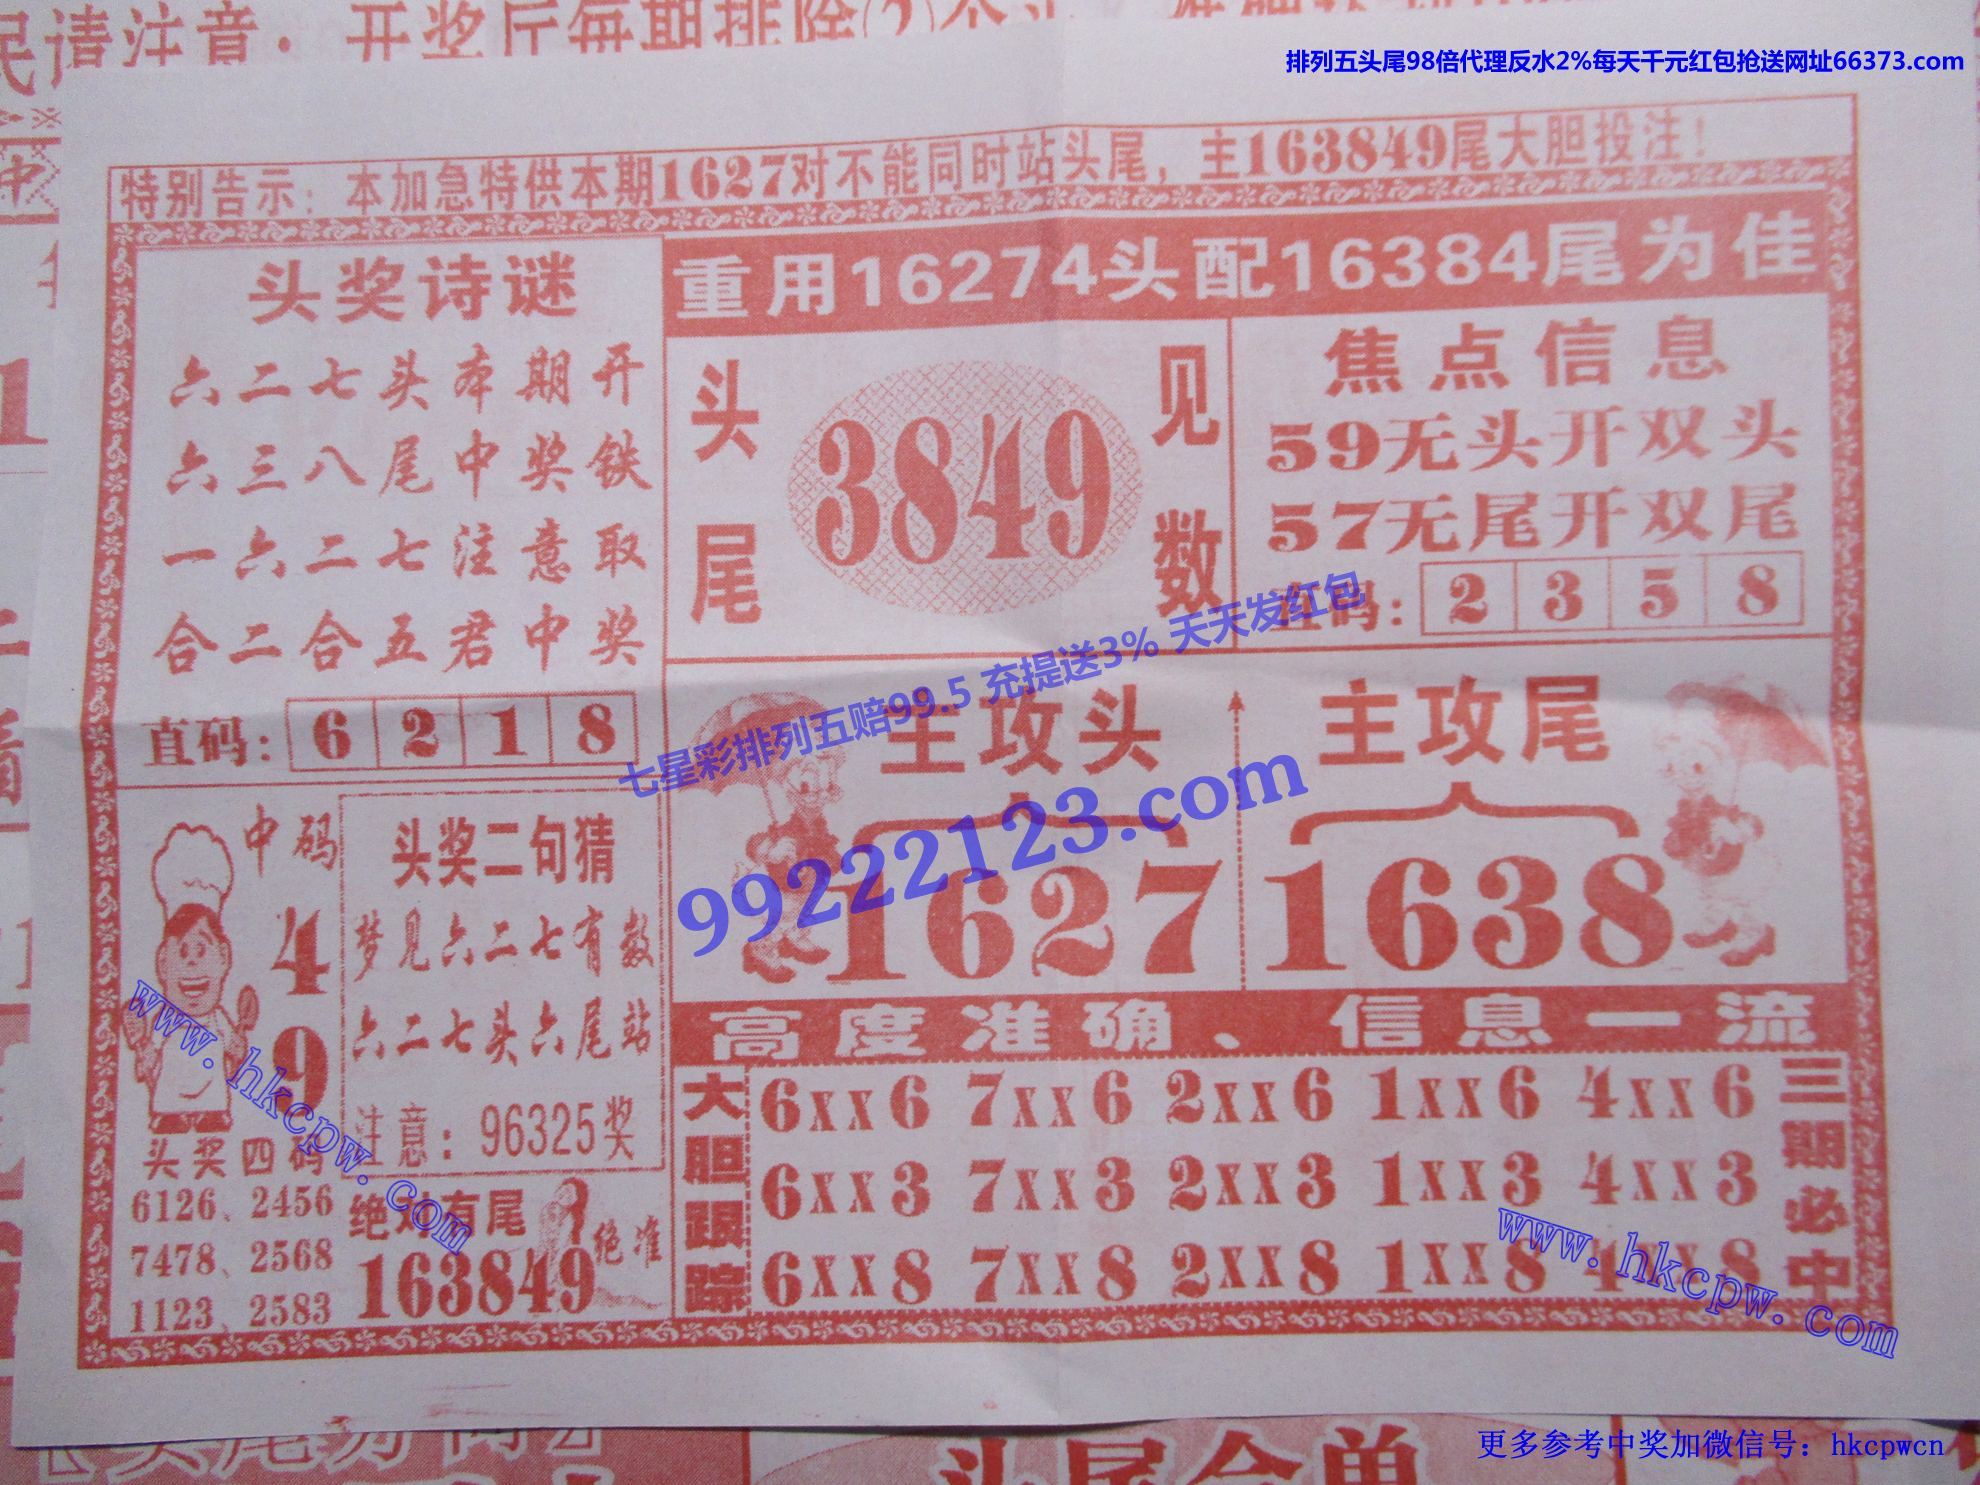 民请注意
排列五头尾98倍代理反水2%每天千元红包抢送网址66373.com
特别告示：本加急特供本期1627对不能同时站头尾，主163849尾大胆投注！
头奖诗谜
六二七头本期开
六三八尾中奖铁
一六二七注意取
合二合五君中奖
直码：6 2 1 8
重用16274头配16384尾为佳
头尾
3849
见数
焦点信息
59无头开双头
57无尾开双尾
直码：2 3 5 8
七星彩排列五赔99.5 充提送3% 天天发红包
99222123.com
主攻头
1627
主攻尾
1638
中码
4
9
头奖四码
6126、2456
7478、2568
1123、2583
头奖二句猜
梦见六二七有数
六二七头六尾站
注意：96325奖
绝对有尾
163849
绝准
www.hkcpw.com
高度准确、信息一流
大胆跟踪
6XX6 7XX6 2XX6 1XX6 4XX6
6XX3 7XX3 2XX3 1XX3 4XX3
6XX8 7XX8 2XX8 1XX8 4XX8
三期必中
www.hkcpw.com
更多参考中奖加微信号：hkcpwcn